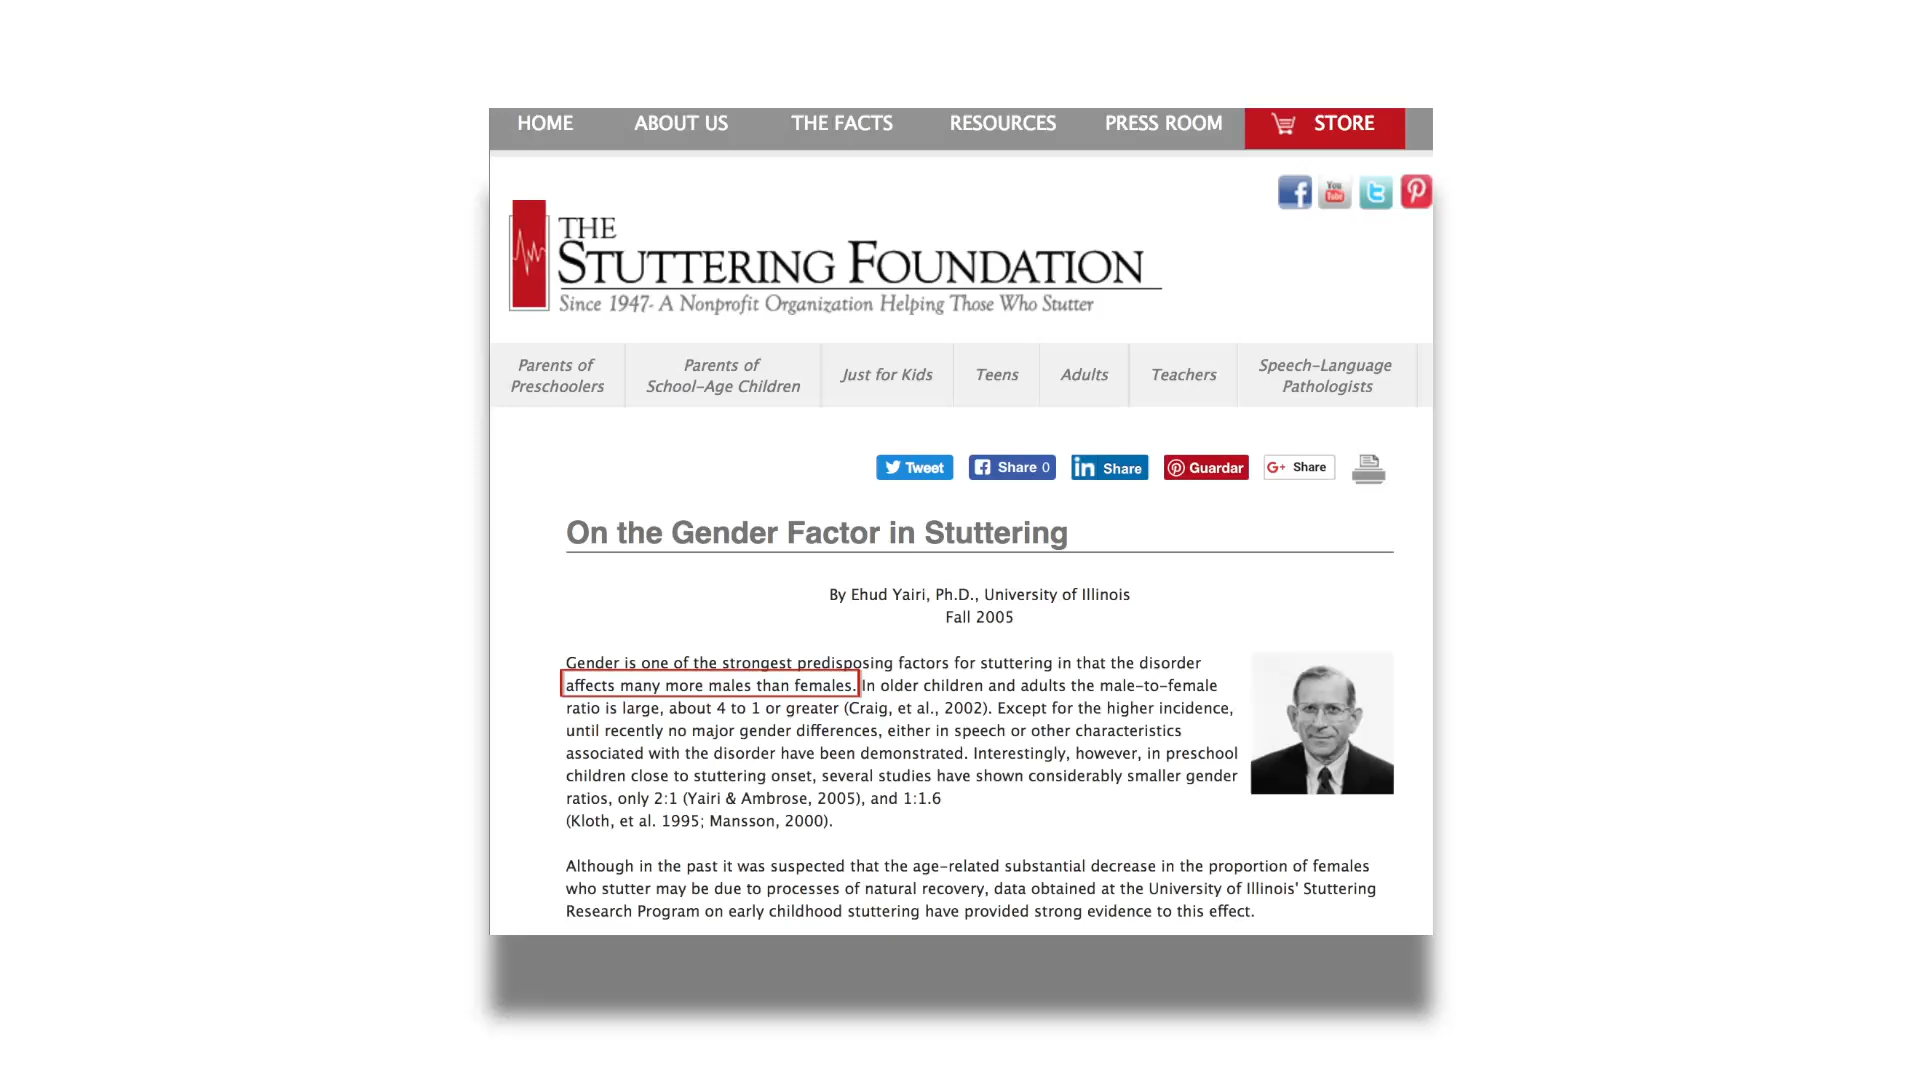 HOME ABOUT US THE FACTS RESOURCES PRESS ROOM STORE
You Tube
THE
STUTTERING FOUNDATION
Since 1947- A Nonprofit Organization Helping Those Who Stutter
Parents of Preschoolers
Parents of School-Age Children
Just for Kids
Teens
Adults
Teachers
Speech-Language Pathologists
Tweet Share 0 in Share Guardar G+ Share
On the Gender Factor in Stuttering
By Ehud Yairi, Ph.D., University of Illinois
Fall 2005
Gender is one of the strongest predisposing factors for stuttering in that the disorder
affects many more males than females. In older children and adults the male-to-female
ratio is large, about 4 to 1 or greater (Craig, et al., 2002). Except for the higher incidence,
until recently no major gender differences, either in speech or other characteristics
associated with the disorder have been demonstrated. Interestingly, however, in preschool
children close to stuttering onset, several studies have shown considerably smaller gender
ratios, only 2:1 (Yairi & Ambrose, 2005), and 1:1.6
(Kloth, et al. 1995; Mansson, 2000).
Although in the past it was suspected that the age-related substantial decrease in the proportion of females
who stutter may be due to processes of natural recovery, data obtained at the University of Illinois' Stuttering
Research Program on early childhood stuttering have provided strong evidence to this effect.